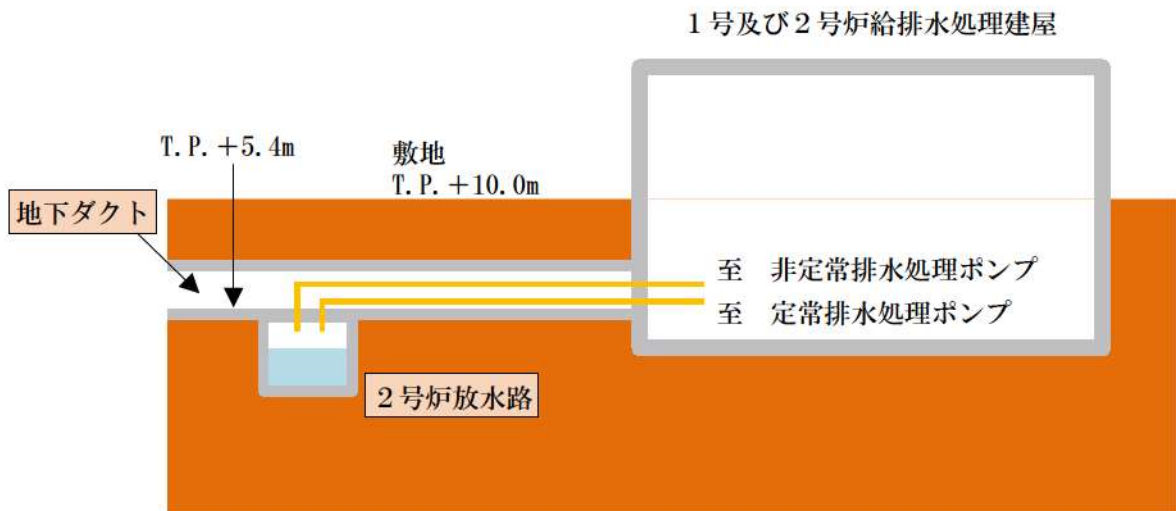 １号及び２号炉給排水処理建屋
T.P.＋5.4m
敷地
T.P.＋10.0m
地下ダクト
至　非定常排水処理ポンプ
至　定常排水処理ポンプ
２号炉放水路